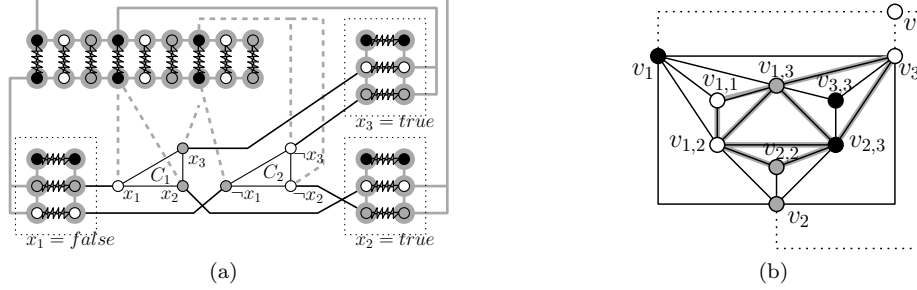 x₃ = true
x₃
¬x₃
C₁
C₂
x₁
x₂
¬x₁
¬x₂
x₁ = false
x₂ = true
(a)
v
v₁
v₁,₃
v₃
v₁,₁
v₃,₃
v₁,₂
v₂,₂
v₂,₃
v₂
(b)